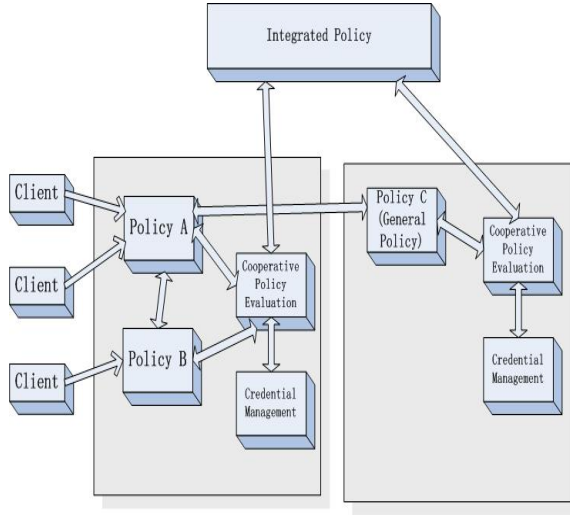 Integrated Policy
Client
Policy A
Policy C
(General
Policy)
Cooperative
Policy
Evaluation
Client
Cooperative
Policy
Evaluation
Policy B
Client
Credential
Management
Credential
Management